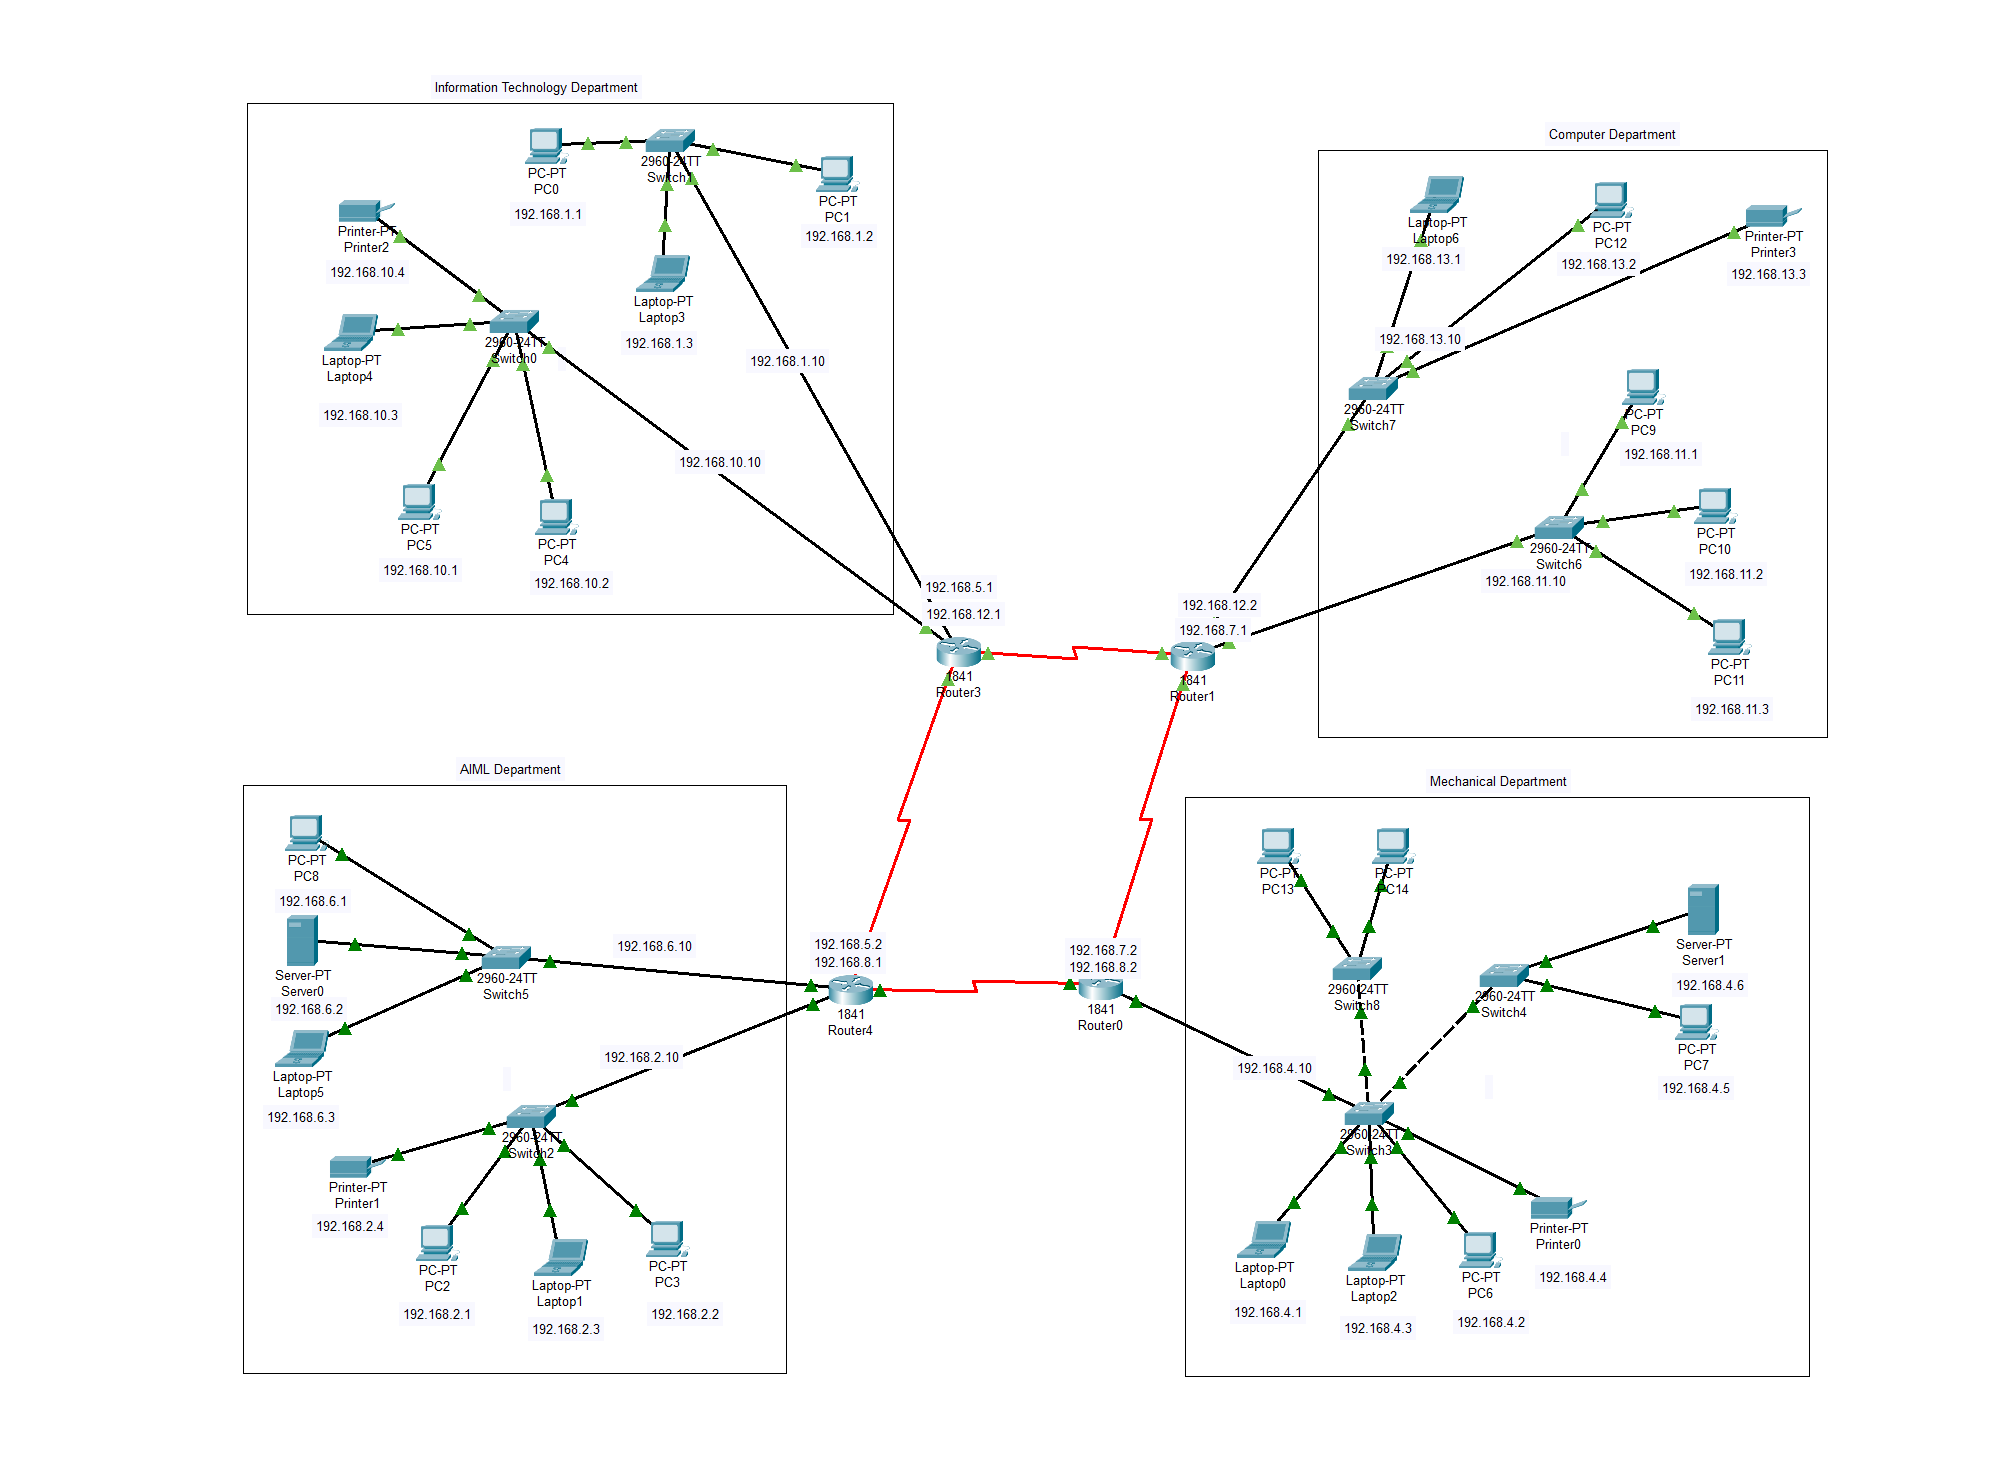 Information Technology Department
PC-PT
PC0
192.168.1.1
2960-24TT
Switch1
PC-PT
PC1
192.168.1.2
Printer-PT
Printer2
192.168.10.4
Laptop-PT
Laptop3
192.168.1.3
2960-24TT
Switch0
Laptop-PT
Laptop4
192.168.10.3
192.168.1.10
192.168.10.10
PC-PT
PC5
192.168.10.1
PC-PT
PC4
192.168.10.2
Computer Department
Laptop-PT
Laptop6
192.168.13.1
PC-PT
PC12
192.168.13.2
Printer-PT
Printer3
192.168.13.3
192.168.13.10
2960-24TT
Switch7
PC-PT
PC9
192.168.11.1
2960-24TT
Switch6
192.168.11.10
PC-PT
PC10
192.168.11.2
PC-PT
PC11
192.168.11.3
192.168.5.1
192.168.12.1
1841
Router3
192.168.12.2
192.168.7.1
1841
Router1
AIML Department
PC-PT
PC8
192.168.6.1
Server-PT
Server0
192.168.6.2
2960-24TT
Switch5
192.168.6.10
Laptop-PT
Laptop5
192.168.6.3
192.168.2.10
2960-24TT
Switch2
Printer-PT
Printer1
192.168.2.4
PC-PT
PC2
192.168.2.1
Laptop-PT
Laptop1
192.168.2.3
PC-PT
PC3
192.168.2.2
192.168.5.2
192.168.8.1
1841
Router4
192.168.7.2
192.168.8.2
1841
Router0
Mechanical Department
PC-PT
PC13
PC-PT
PC14
2960-24TT
Switch8
2960-24TT
Switch4
Server-PT
Server1
192.168.4.6
PC-PT
PC7
192.168.4.5
192.168.4.10
2960-24TT
Switch3
Laptop-PT
Laptop0
192.168.4.1
Laptop-PT
Laptop2
192.168.4.3
PC-PT
PC6
192.168.4.2
Printer-PT
Printer0
192.168.4.4